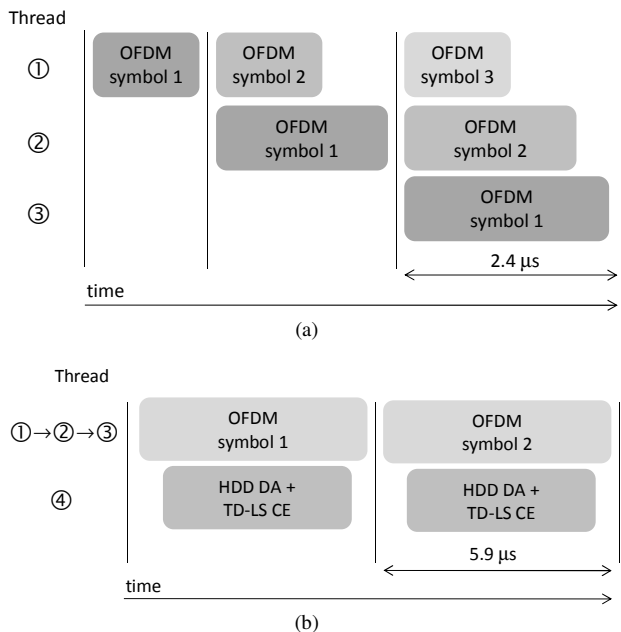 Thread
①
OFDM
symbol 1
OFDM
symbol 2
OFDM
symbol 3
②
OFDM
symbol 1
OFDM
symbol 2
③
OFDM
symbol 1
2.4 µs
time
(a)
Thread
①→②→③
OFDM
symbol 1
OFDM
symbol 2
④
HDD DA +
TD-LS CE
HDD DA +
TD-LS CE
5.9 µs
time
(b)